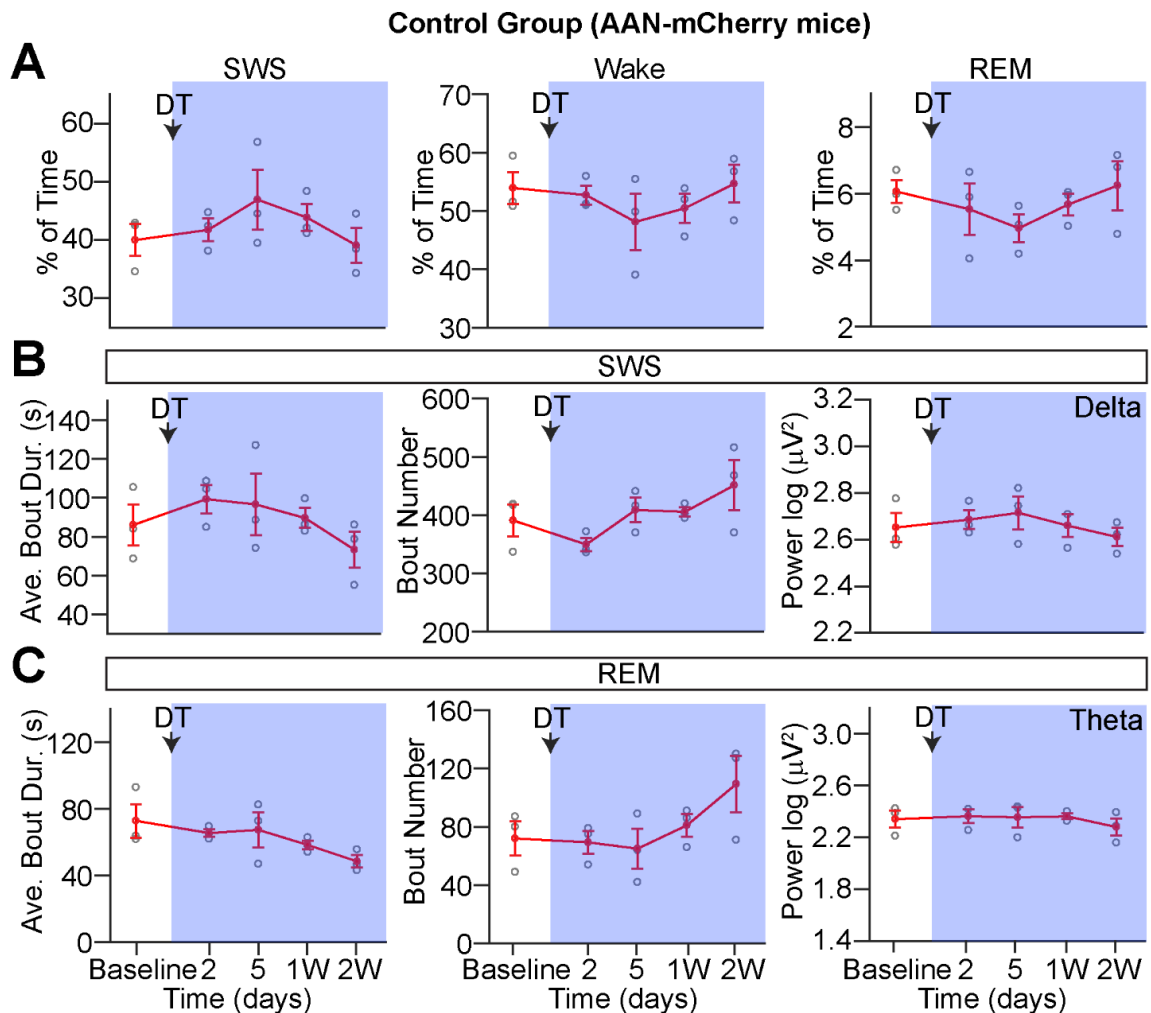 Control Group (AAN-mCherry mice)
A
SWS
Wake
REM
DT
DT
DT
% of Time
60
50
40
30
% of Time
70
60
50
40
30
% of Time
8
6
4
2
B
SWS
Ave. Bout Dur. (s)
140
120
100
80
60
40
DT
Bout Number
600
500
400
300
200
DT
Power log (μV²)
3.2
3.0
2.8
2.6
2.4
2.2
DT
Delta
C
REM
Ave. Bout Dur. (s)
120
80
40
0
DT
Bout Number
160
120
80
40
0
DT
Power log (μV²)
3.0
2.6
2.2
1.8
1.4
DT
Theta
Baseline 2 5 1W 2W
Time (days)
Baseline 2 5 1W 2W
Time (days)
Baseline 2 5 1W 2W
Time (days)